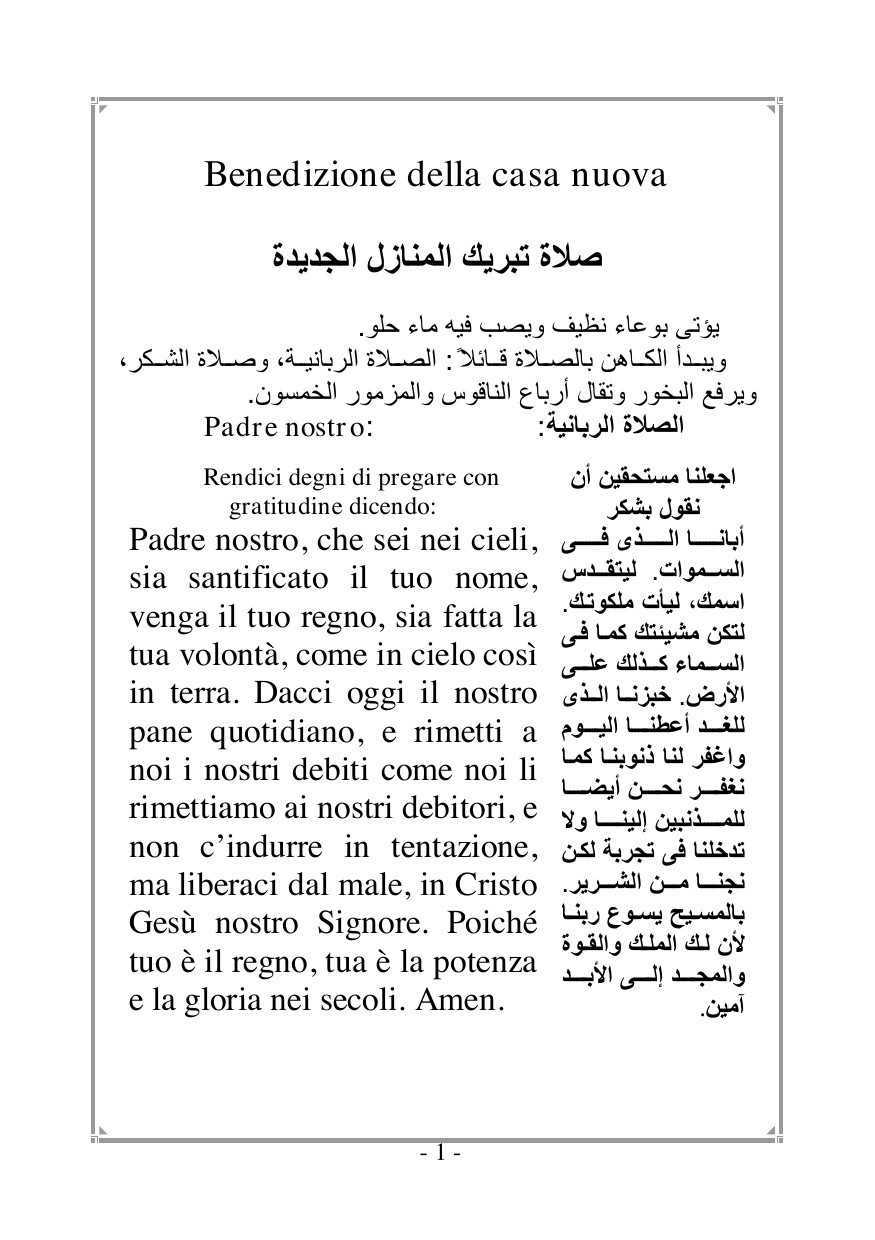 Benedizione della casa nuova
صلاة تبريك المنازل الجديدة
يؤتى بوعاء نظيف ويصب فيه ماء حلو.
ويبدأ الكاهن بالصلاة قائلاً: الصلاة الربانية، وصلاة الشكر،
ويرفع البخور وتقال أرباع الناقوس والمزمور الخمسون.
Padre nostro:
الصلاة الربانية:
Rendici degni di pregare con
gratitudine dicendo:
Padre nostro, che sei nei cieli,
sia santificato il tuo nome,
venga il tuo regno, sia fatta la
tua volontà, come in cielo così
in terra. Dacci oggi il nostro
pane quotidiano, e rimetti a
noi i nostri debiti come noi li
rimettiamo ai nostri debitori, e
non c’indurre in tentazione,
ma liberaci dal male, in Cristo
Gesù nostro Signore. Poiché
tuo è il regno, tua è la potenza
e la gloria nei secoli. Amen.
اجعلنا مستحقين أن
نقول بشكر
أبانا الذى فى
السموات. ليتقدس
اسمك، ليأت ملكوتك.
لتكن مشيئتك كما فى
السماء كذلك على
الأرض. خبزنا الذى
للغد أعطنا اليوم
واغفر لنا ذنوبنا كما
نغفر نحن أيضا
للمذنبين إلينا ولا
تدخلنا فى تجربة لكن
نجنا من الشرير.
بالمسيح يسوع ربنا
لأن لك الملك والقوة
والمجد إلى الأبد
آمين.
- 1 -